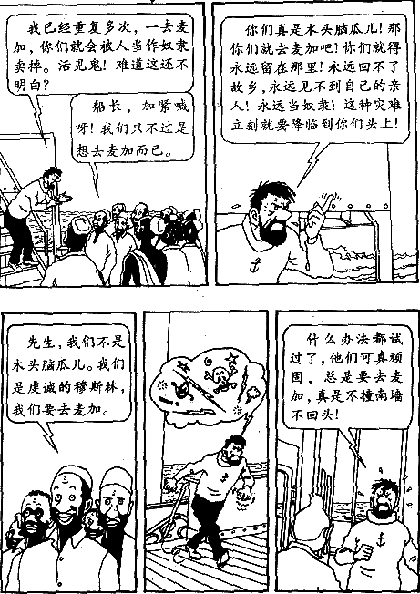 我已经重复多次，一去麦
加，你们就会被人当作奴隶
卖掉。活见鬼！难道这还不
明白？
船长，加紧喊
呀！我们只不过是
想去麦加而已。
你们真是木头脑瓜儿！那
你们就去麦加吧！你们就得
永远留在那里！永远回不了
故乡，永远见不到自己的亲
人！永远当奴隶！这种灾难
立刻就要降临到你们头上！
先生，我们不是
木头脑瓜儿。我们
是虔诚的穆斯林，
我们要去麦加。
什么办法都试
过了，他们可真顽
固，总是要去麦
加，真是不撞南墙
不回头！